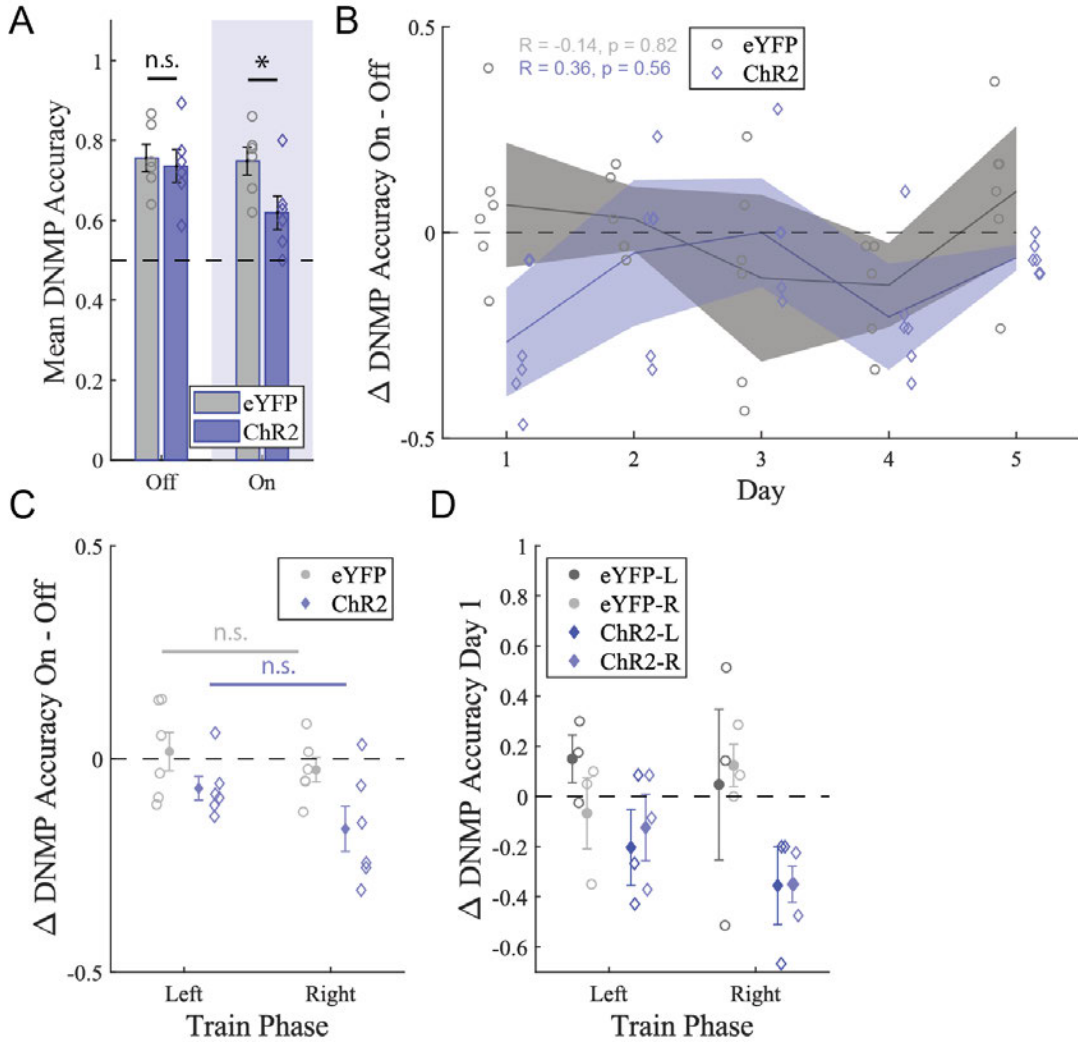 A
n.s.
*
Mean DNMP Accuracy
1
0.8
0.6
0.4
0.2
0
eYFP
ChR2
Off
On
B
R = -0.14, p = 0.82
R = 0.36, p = 0.56
eYFP
ChR2
Δ DNMP Accuracy On - Off
0.5
0
-0.5
1
2
3
4
5
Day
C
eYFP
ChR2
n.s.
n.s.
Δ DNMP Accuracy On - Off
0.5
0
-0.5
Left
Right
Train Phase
D
eYFP-L
eYFP-R
ChR2-L
ChR2-R
Δ DNMP Accuracy Day 1
1
0.8
0.6
0.4
0.2
0
-0.2
-0.4
-0.6
Left
Right
Train Phase